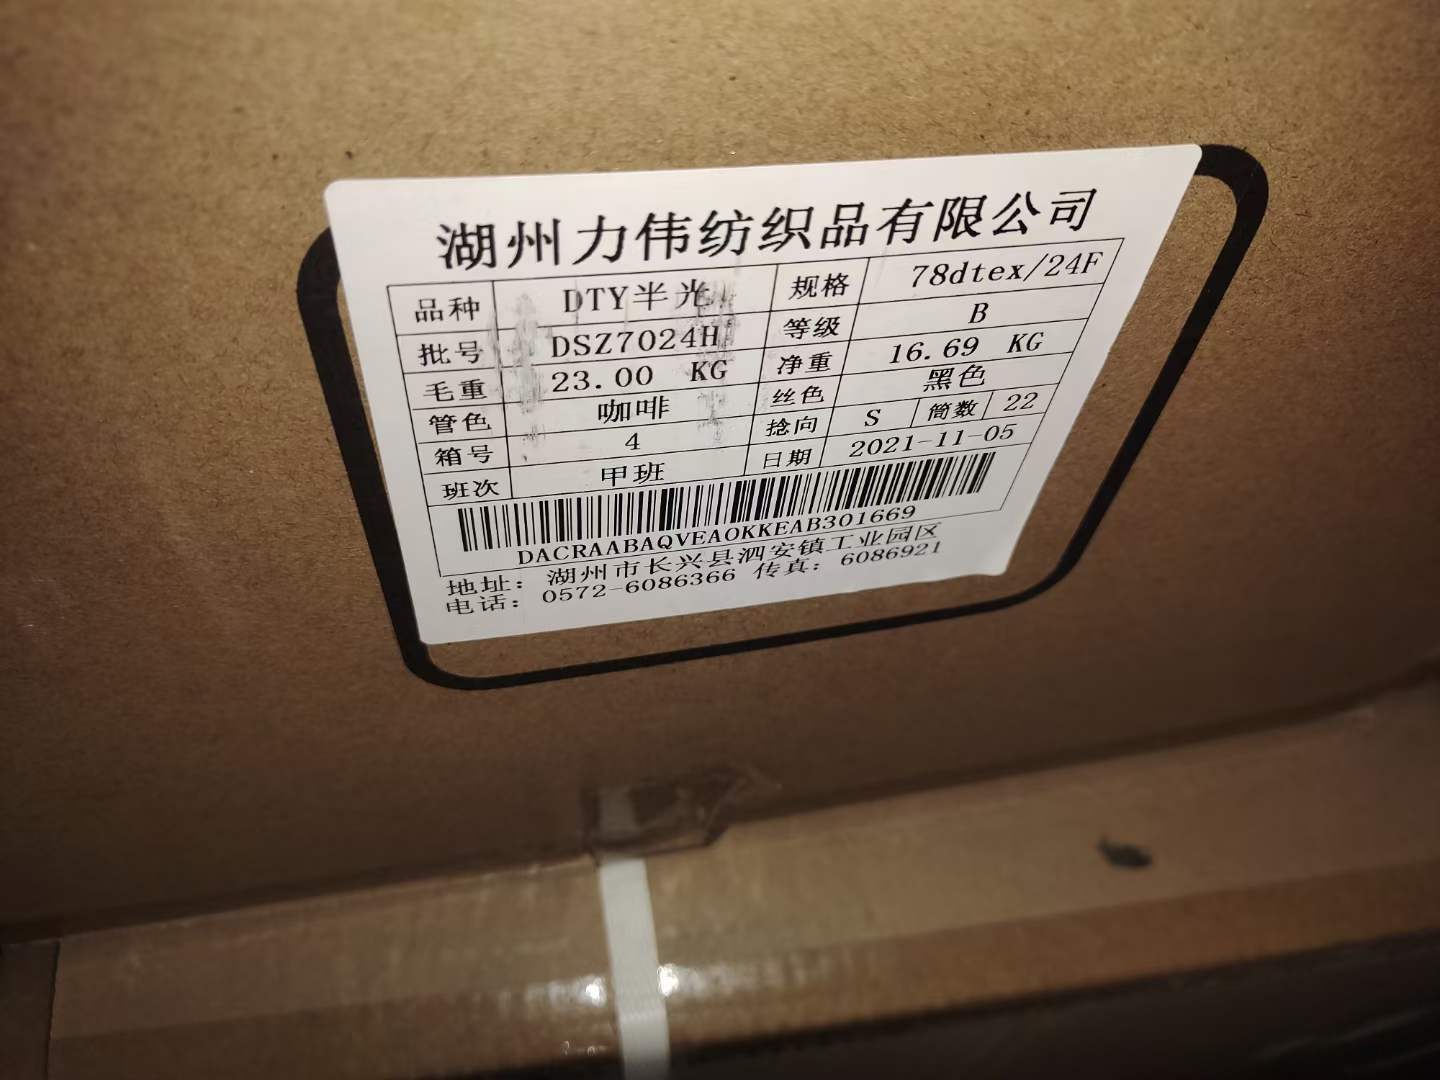 湖州力伟纺织品有限公司
品种 DTY半光 规格 78dtex/24F
批号 DSZ7024H 等级 B
毛重 23.00 KG 净重 16.69 KG
管色 咖啡 丝色 黑色
箱号 4 捻向 S 筒数 22
班次 甲班 日期 2021-11-05
DACRAABAQVEAOKKEAB301669
地址: 湖州市长兴县泗安镇工业园区
电话: 0572-6086366 传真: 6086921